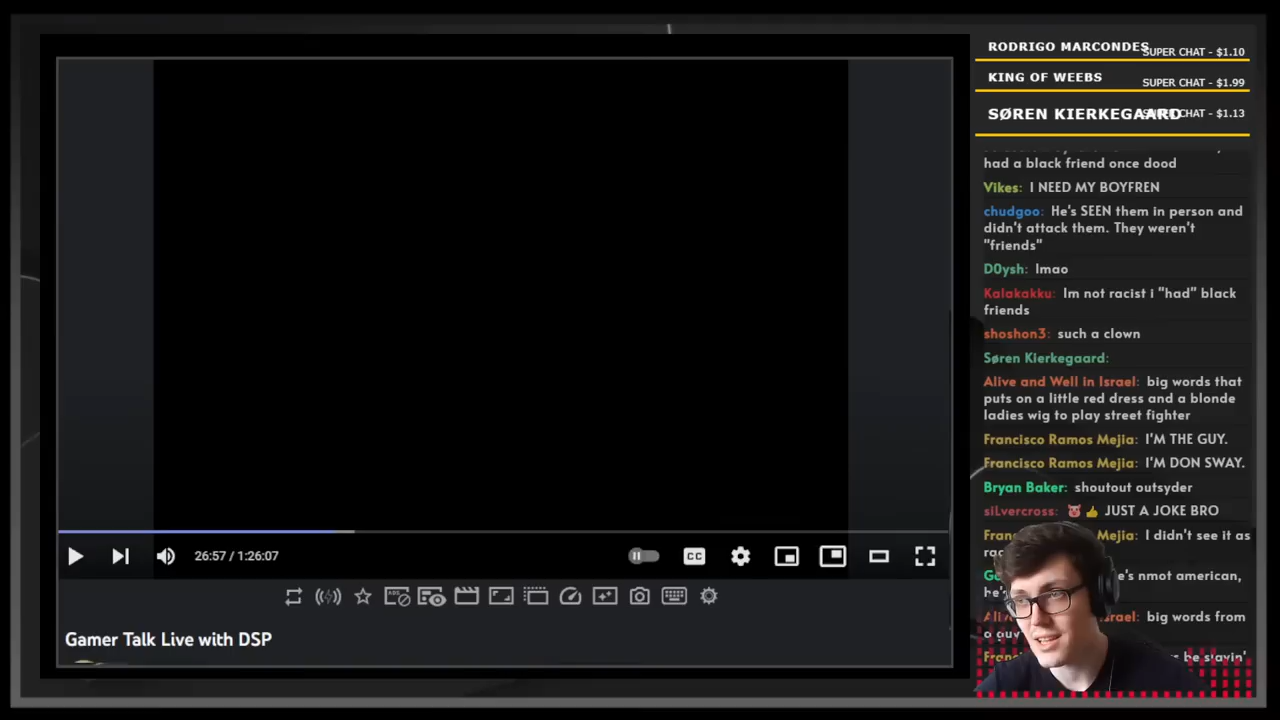 RODRIGO MARCONDES SUPER CHAT - $1.10
KING OF WEEBS SUPER CHAT - $1.99
SØREN KIERKEGAARD CHAT - $1.13
had a black friend once dood
Vikes: I NEED MY BOYFREN
chudgoo: He's SEEN them in person and
didn't attack them. They weren't
"friends"
D0ysh: lmao
Kalakakku: Im not racist i "had" black
friends
shoshon3: such a clown
Søren Kierkegaard:
Alive and Well in Israel: big words that
puts on a little red dress and a blonde
ladies wig to play street fighter
Francisco Ramos Mejia: I'M THE GUY.
Francisco Ramos Mejia: I'M DON SWAY.
Bryan Baker: shoutout outsyder
siLvercross: JUST A JOKE BRO
Mejia: I didn't see it as
nmot american,
big words from
26:57 / 1:26:07
CC
Gamer Talk Live with DSP